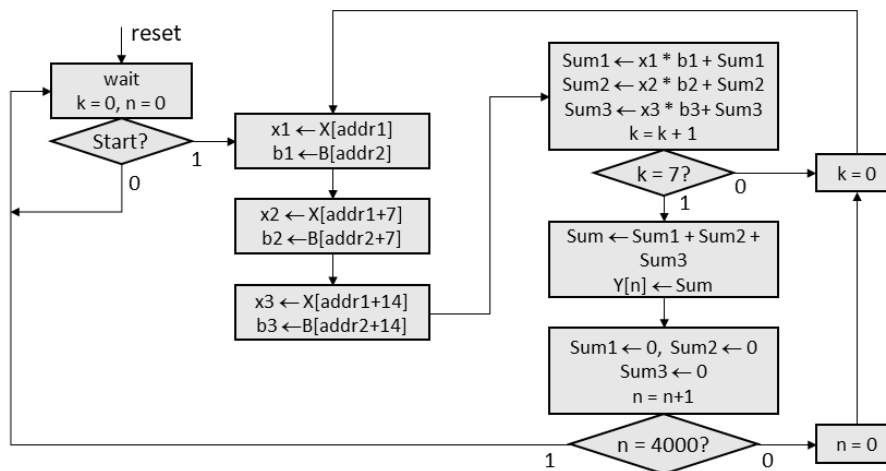 reset
wait
k = 0, n = 0
Start?
1
0
x1 ← X[addr1]
b1 ←B[addr2]
x2 ← X[addr1+7]
b2 ←B[addr2+7]
x3 ← X[addr1+14]
b3 ←B[addr2+14]
Sum1 ← x1 * b1 + Sum1
Sum2 ← x2 * b2 + Sum2
Sum3 ← x3 * b3+ Sum3
k = k + 1
k = 7?
0
1
k = 0
Sum ← Sum1 + Sum2 +
Sum3
Y[n] ← Sum
Sum1 ← 0, Sum2 ← 0
Sum3 ← 0
n = n+1
n = 4000?
1
0
n = 0